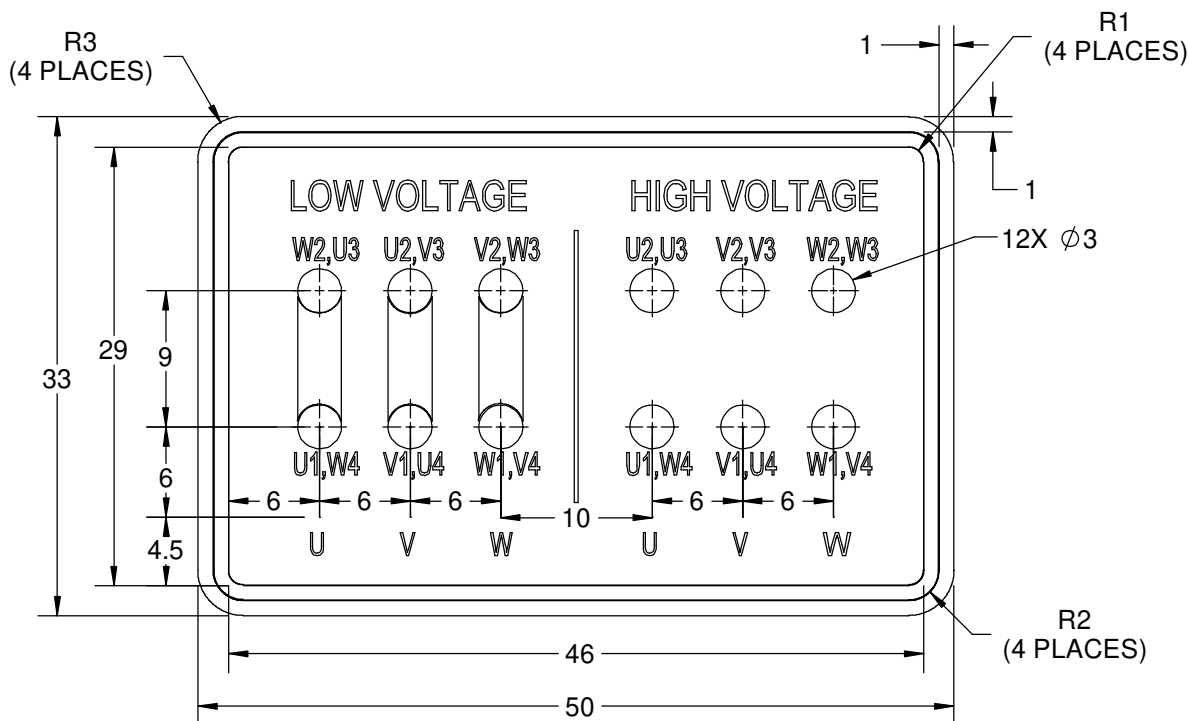 R3
(4 PLACES)
1
R1
(4 PLACES)
1
12X ∅3
LOW VOLTAGE
HIGH VOLTAGE
W2,U3 U2,V3 V2,W3
U2,U3 V2,V3 W2,W3
33
29
9
6
4.5
U1,W4 V1,U4 W1,V4
U1,W4 V1,U4 W1,V4
6 6 6 10 6 6
U V W
U V W
R2
(4 PLACES)
46
50